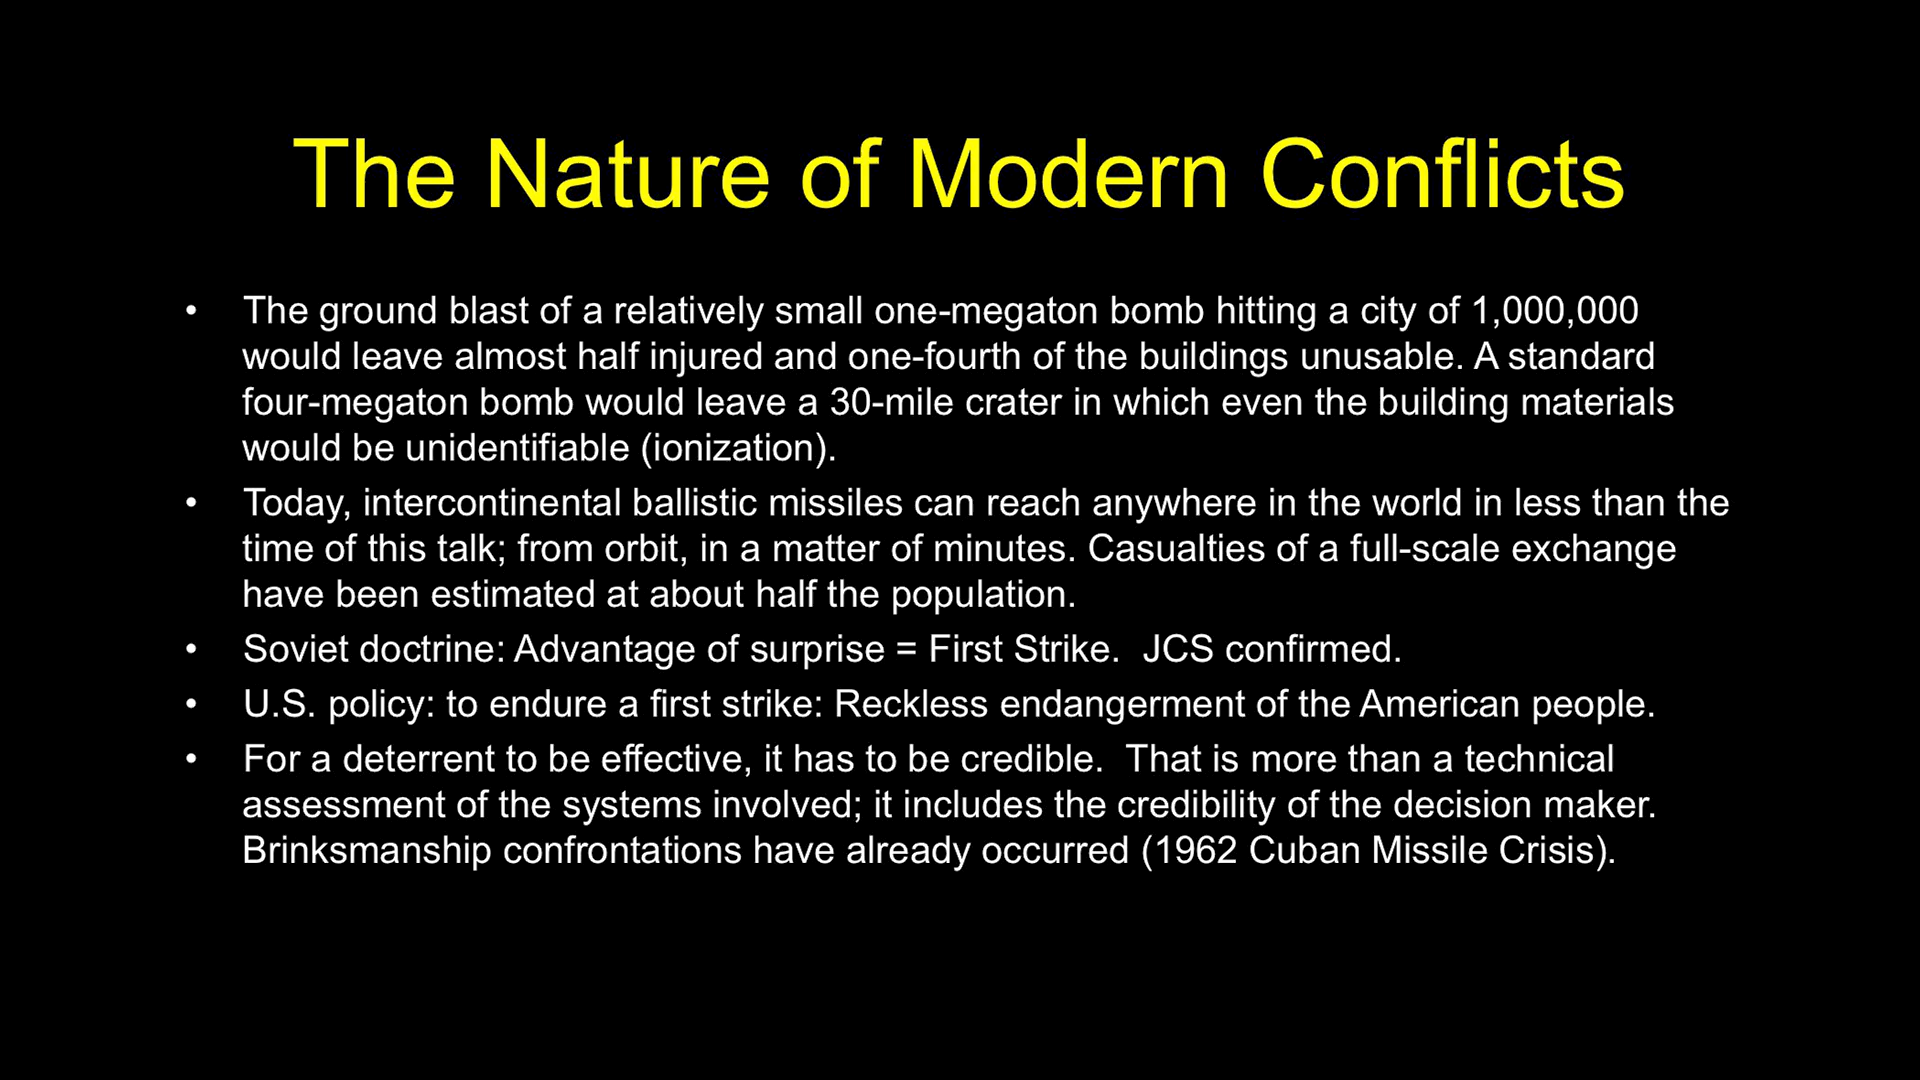 The Nature of Modern Conflicts
• The ground blast of a relatively small one-megaton bomb hitting a city of 1,000,000
would leave almost half injured and one-fourth of the buildings unusable. A standard
four-megaton bomb would leave a 30-mile crater in which even the building materials
would be unidentifiable (ionization).
• Today, intercontinental ballistic missiles can reach anywhere in the world in less than the
time of this talk; from orbit, in a matter of minutes. Casualties of a full-scale exchange
have been estimated at about half the population.
• Soviet doctrine: Advantage of surprise = First Strike.  JCS confirmed.
• U.S. policy: to endure a first strike: Reckless endangerment of the American people.
• For a deterrent to be effective, it has to be credible.  That is more than a technical
assessment of the systems involved; it includes the credibility of the decision maker.
Brinksmanship confrontations have already occurred (1962 Cuban Missile Crisis).